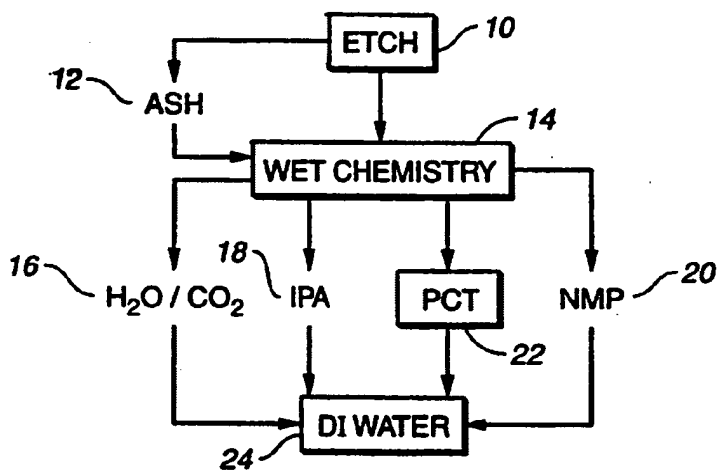 ETCH 10
12 ASH
14
WET CHEMISTRY
16 H₂O / CO₂
18 IPA
PCT
22
NMP 20
DI WATER
24